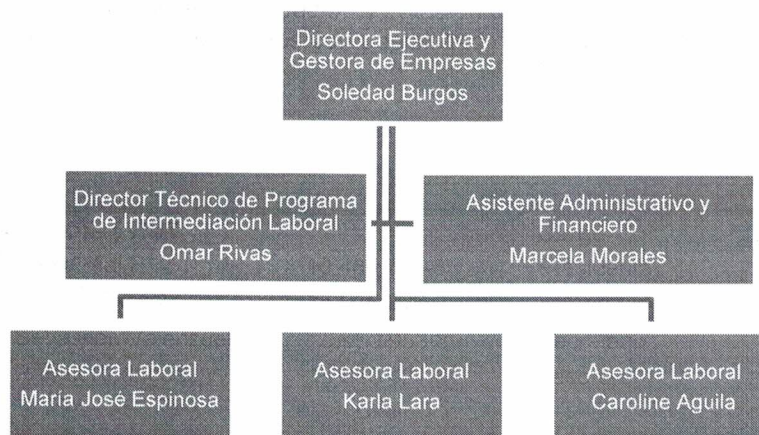 Directora Ejecutiva y
Gestora de Empresas
Soledad Burgos
Director Técnico de Programa
de Intermediación Laboral
Omar Rivas
Asistente Administrativo y
Financiero
Marcela Morales
Asesora Laboral
María José Espinosa
Asesora Laboral
Karla Lara
Asesora Laboral
Caroline Aguila